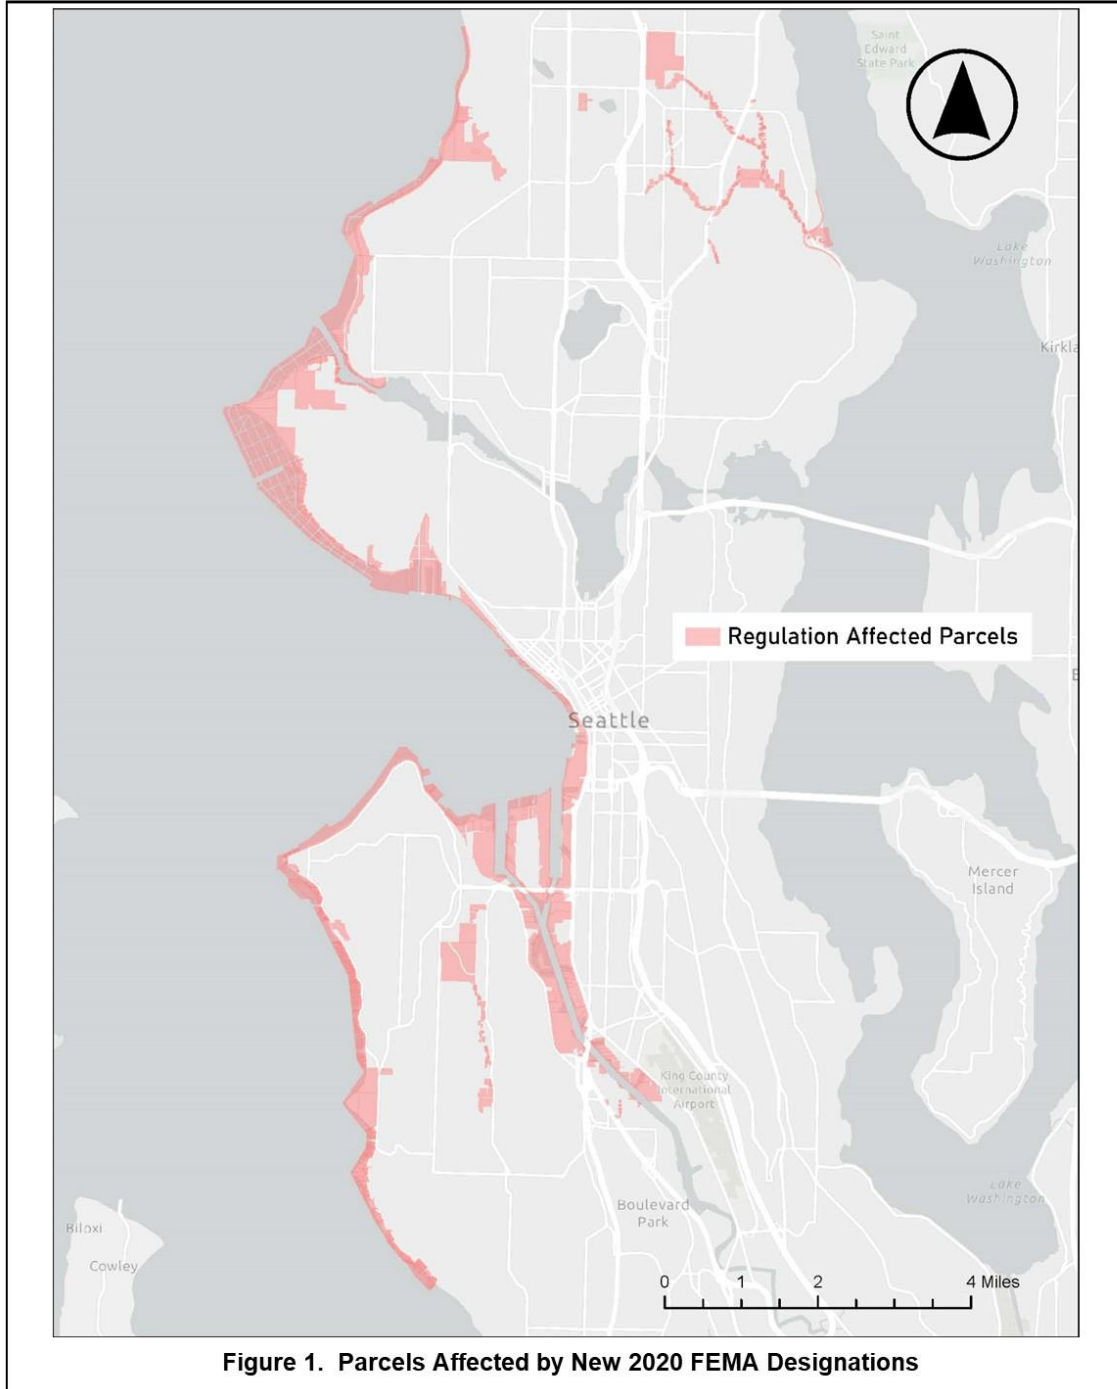 Saint
Edward
State Park
Lake
Washington
Kirkla
Regulation Affected Parcels
E
Seattle
Mercer
Island
King County
International
Airport
Lake
Washington
Boulevard
Park
Biloxi
Cowley
0 1 2 4 Miles
Figure 1. Parcels Affected by New 2020 FEMA Designations